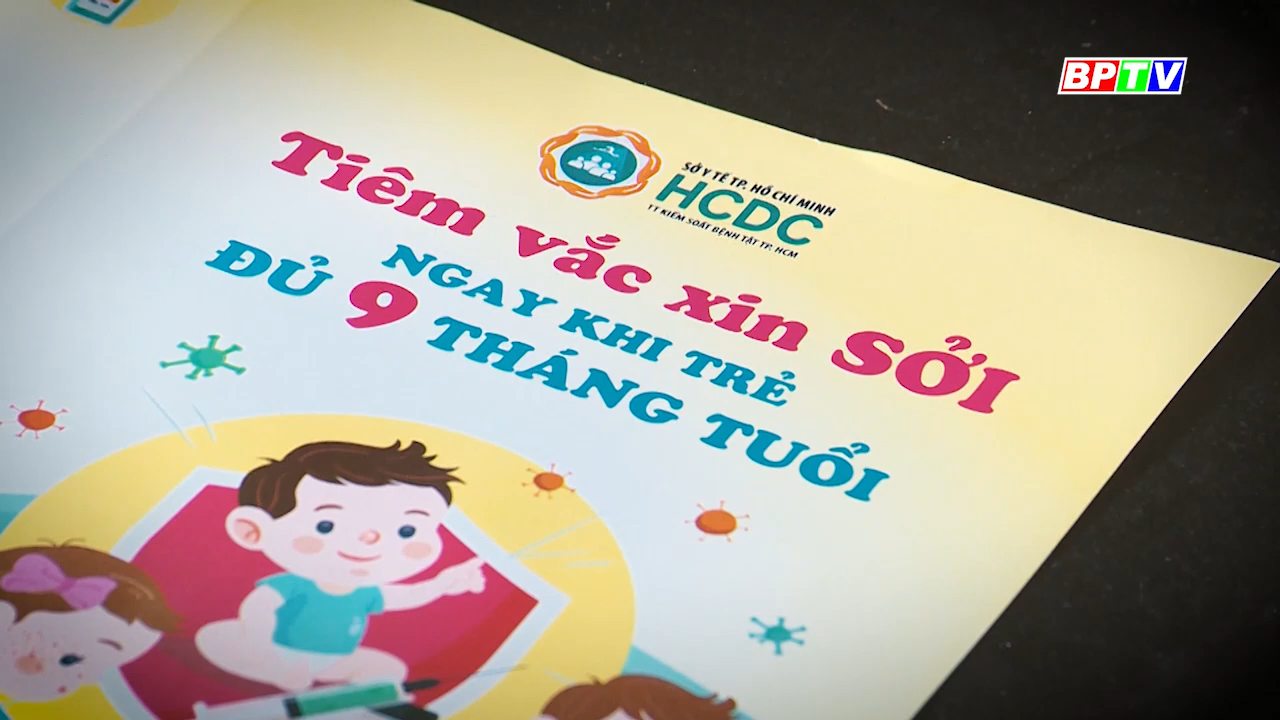 BPTV
SỞ Y TẾ TP. HỒ CHÍ MINH
HCDC
TT KIỂM SOÁT BỆNH TẬT TP. HCM
Tiêm vắc xin SỞI
NGAY KHI TRẺ
ĐỦ 9 THÁNG TUỔI